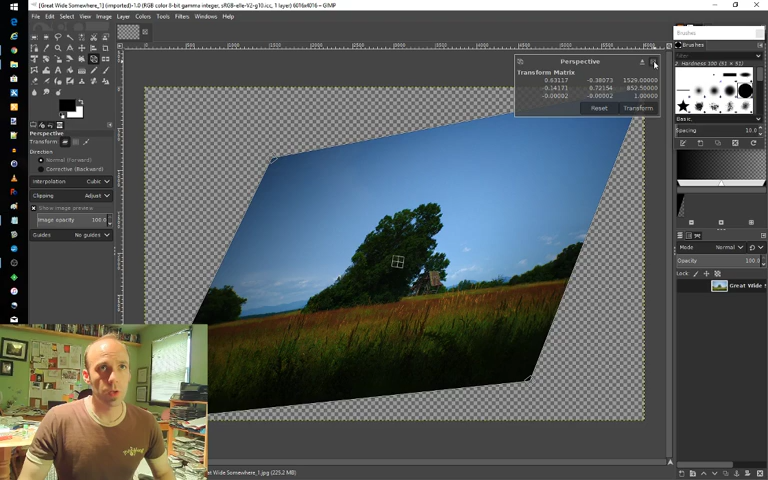 [Great Wide Somewhere_1] (imported)-1.0 (RGB color 8-bit gamma integer, sRGB-elle-V2-g10.icc, 1 layer) 6016x4016 – GIMP
File Edit Select View Image Layer Colors Tools Filters Windows Help
Perspective
Transform Matrix
0.63117 -0.38073 1529.00000
-0.14171 0.72154 852.50000
-0.00002 -0.00002 1.00000
Reset Transform
Brushes
Brushes
Filter
2. Hardness 100 (51 x 51)
Basic,
Spacing 10.0
Mode Normal
Opacity 100.0
Lock:
Great Wide
Perspective
Transform:
Direction
Normal (Forward)
Corrective (Backward)
Interpolation Cubic
Clipping Adjust
Show image preview
Image opacity 100.0
Guides No guides
at Wide Somewhere_1.jpg (225.2 MB)